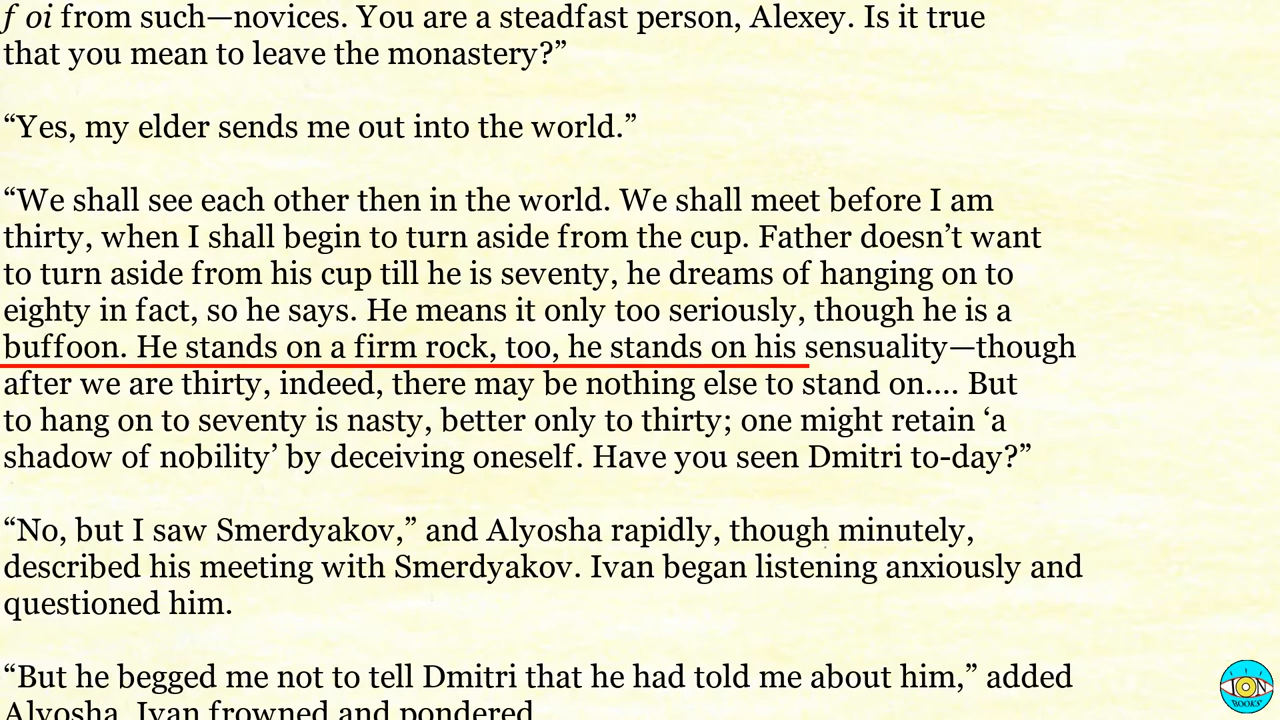 f oi from such—novices. You are a steadfast person, Alexey. Is it true
that you mean to leave the monastery?”
“Yes, my elder sends me out into the world.”
“We shall see each other then in the world. We shall meet before I am
thirty, when I shall begin to turn aside from the cup. Father doesn’t want
to turn aside from his cup till he is seventy, he dreams of hanging on to
eighty in fact, so he says. He means it only too seriously, though he is a
buffoon. He stands on a firm rock, too, he stands on his sensuality—though
after we are thirty, indeed, there may be nothing else to stand on.... But
to hang on to seventy is nasty, better only to thirty; one might retain ‘a
shadow of nobility’ by deceiving oneself. Have you seen Dmitri to-day?”
“No, but I saw Smerdyakov,” and Alyosha rapidly, though minutely,
described his meeting with Smerdyakov. Ivan began listening anxiously and
questioned him.
“But he begged me not to tell Dmitri that he had told me about him,” added
Alyosha. Ivan frowned and pondered.
ION
BOOKS